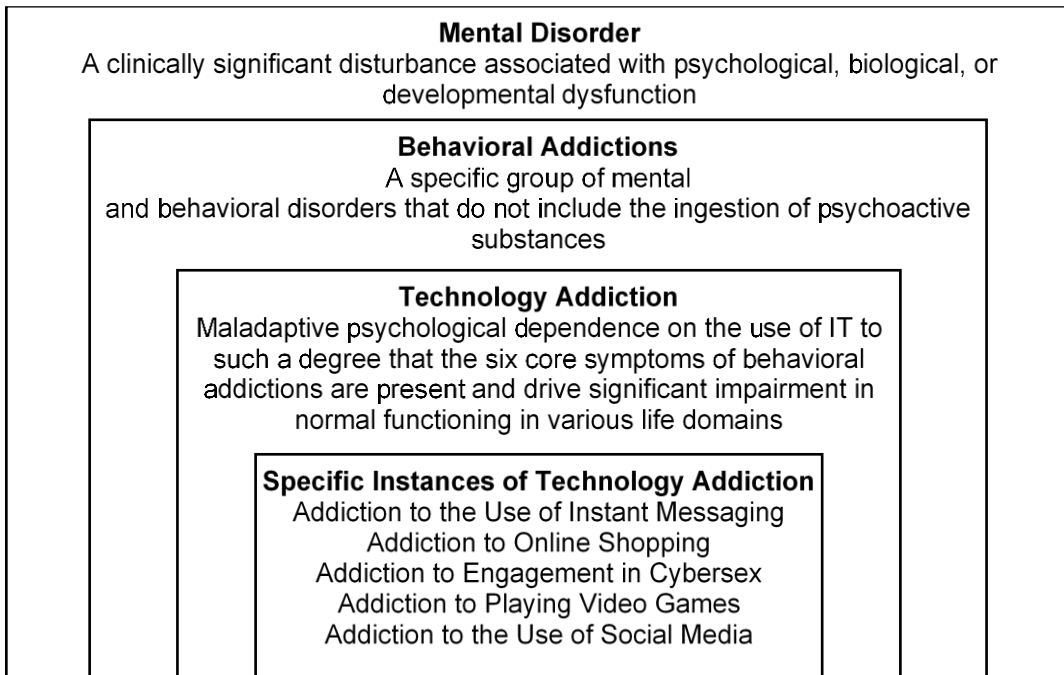 Mental Disorder
A clinically significant disturbance associated with psychological, biological, or
developmental dysfunction
Behavioral Addictions
A specific group of mental
and behavioral disorders that do not include the ingestion of psychoactive
substances
Technology Addiction
Maladaptive psychological dependence on the use of IT to
such a degree that the six core symptoms of behavioral
addictions are present and drive significant impairment in
normal functioning in various life domains
Specific Instances of Technology Addiction
Addiction to the Use of Instant Messaging
Addiction to Online Shopping
Addiction to Engagement in Cybersex
Addiction to Playing Video Games
Addiction to the Use of Social Media